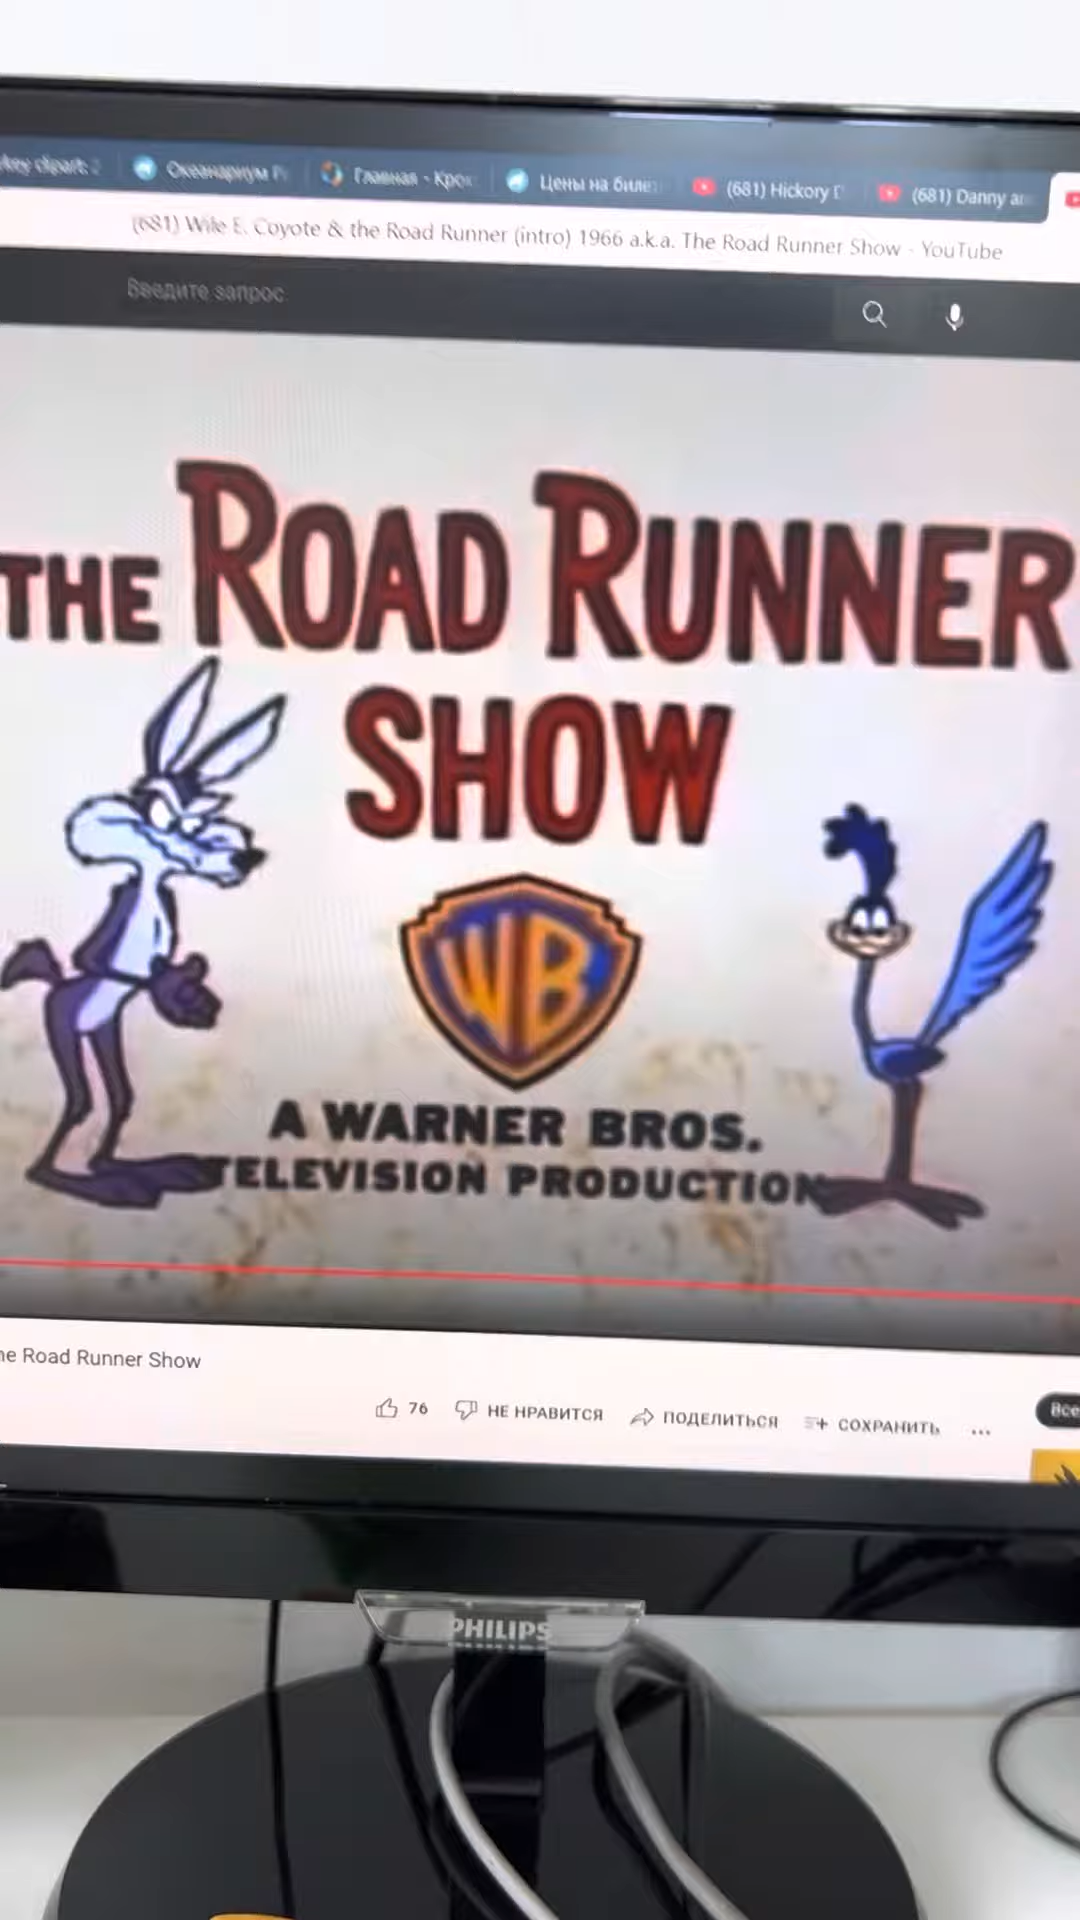 Океанариум
Главная - Крок
Цены на биле
(681) Hickory
(681) Danny a
(681) Wile E. Coyote & the Road Runner (intro) 1966 a.k.a. The Road Runner Show - YouTube
Введите запрос
THE ROAD RUNNER
SHOW
WB
A WARNER BROS.
TELEVISION PRODUCTION
he Road Runner Show
76 НЕ НРАВИТСЯ ПОДЕЛИТЬСЯ СОХРАНИТЬ ...
Все
PHILIPS